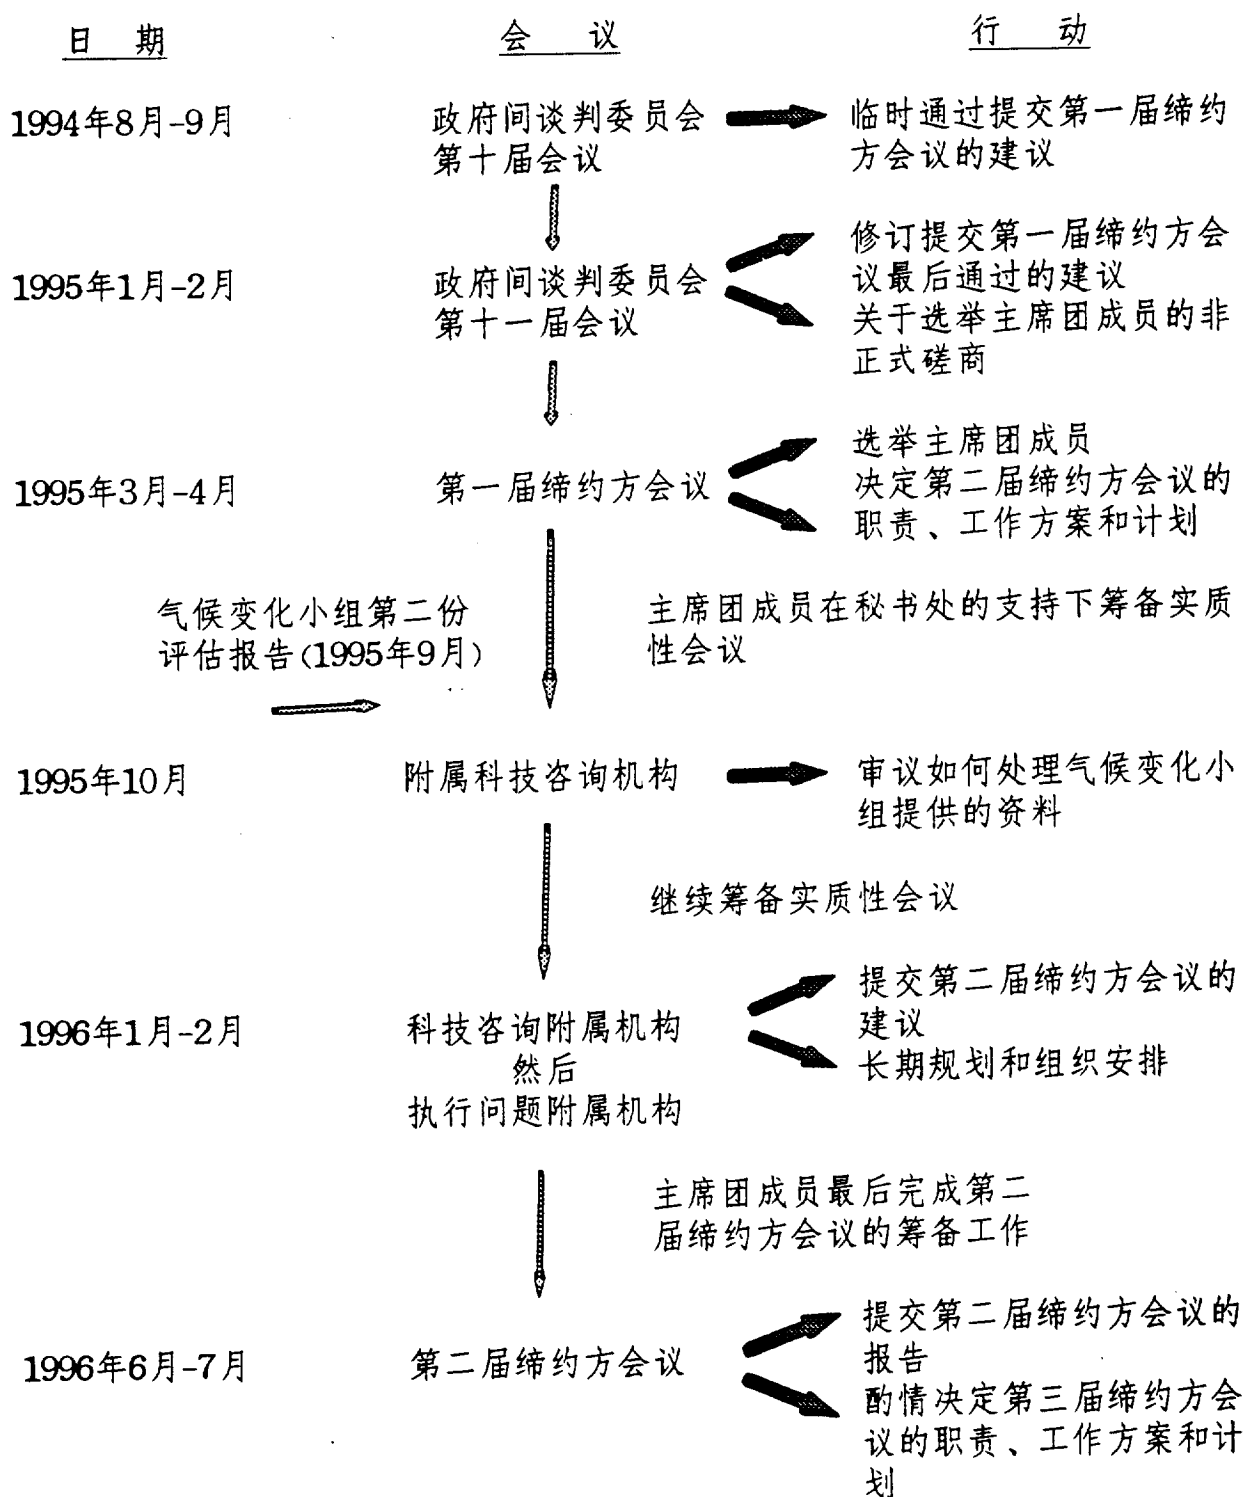 日 期
会 议
行 动
1994年8月-9月
政府间谈判委员会
第十届会议
临时通过提交第一届缔约
方会议的建议
1995年1月-2月
政府间谈判委员会
第十一届会议
修订提交第一届缔约方会
议最后通过的建议
关于选举主席团成员的非
正式磋商
1995年3月-4月
第一届缔约方会议
选举主席团成员
决定第二届缔约方会议的
职责、工作方案和计划
气候变化小组第二份
评估报告(1995年9月)
主席团成员在秘书处的支持下筹备实质
性会议
1995年10月
附属科技咨询机构
审议如何处理气候变化小
组提供的资料
继续筹备实质性会议
1996年1月-2月
科技咨询附属机构
然后
执行问题附属机构
提交第二届缔约方会议的
建议
长期规划和组织安排
主席团成员最后完成第二
届缔约方会议的筹备工作
1996年6月-7月
第二届缔约方会议
提交第二届缔约方会议的
报告
酌情决定第三届缔约方会
议的职责、工作方案和计
划